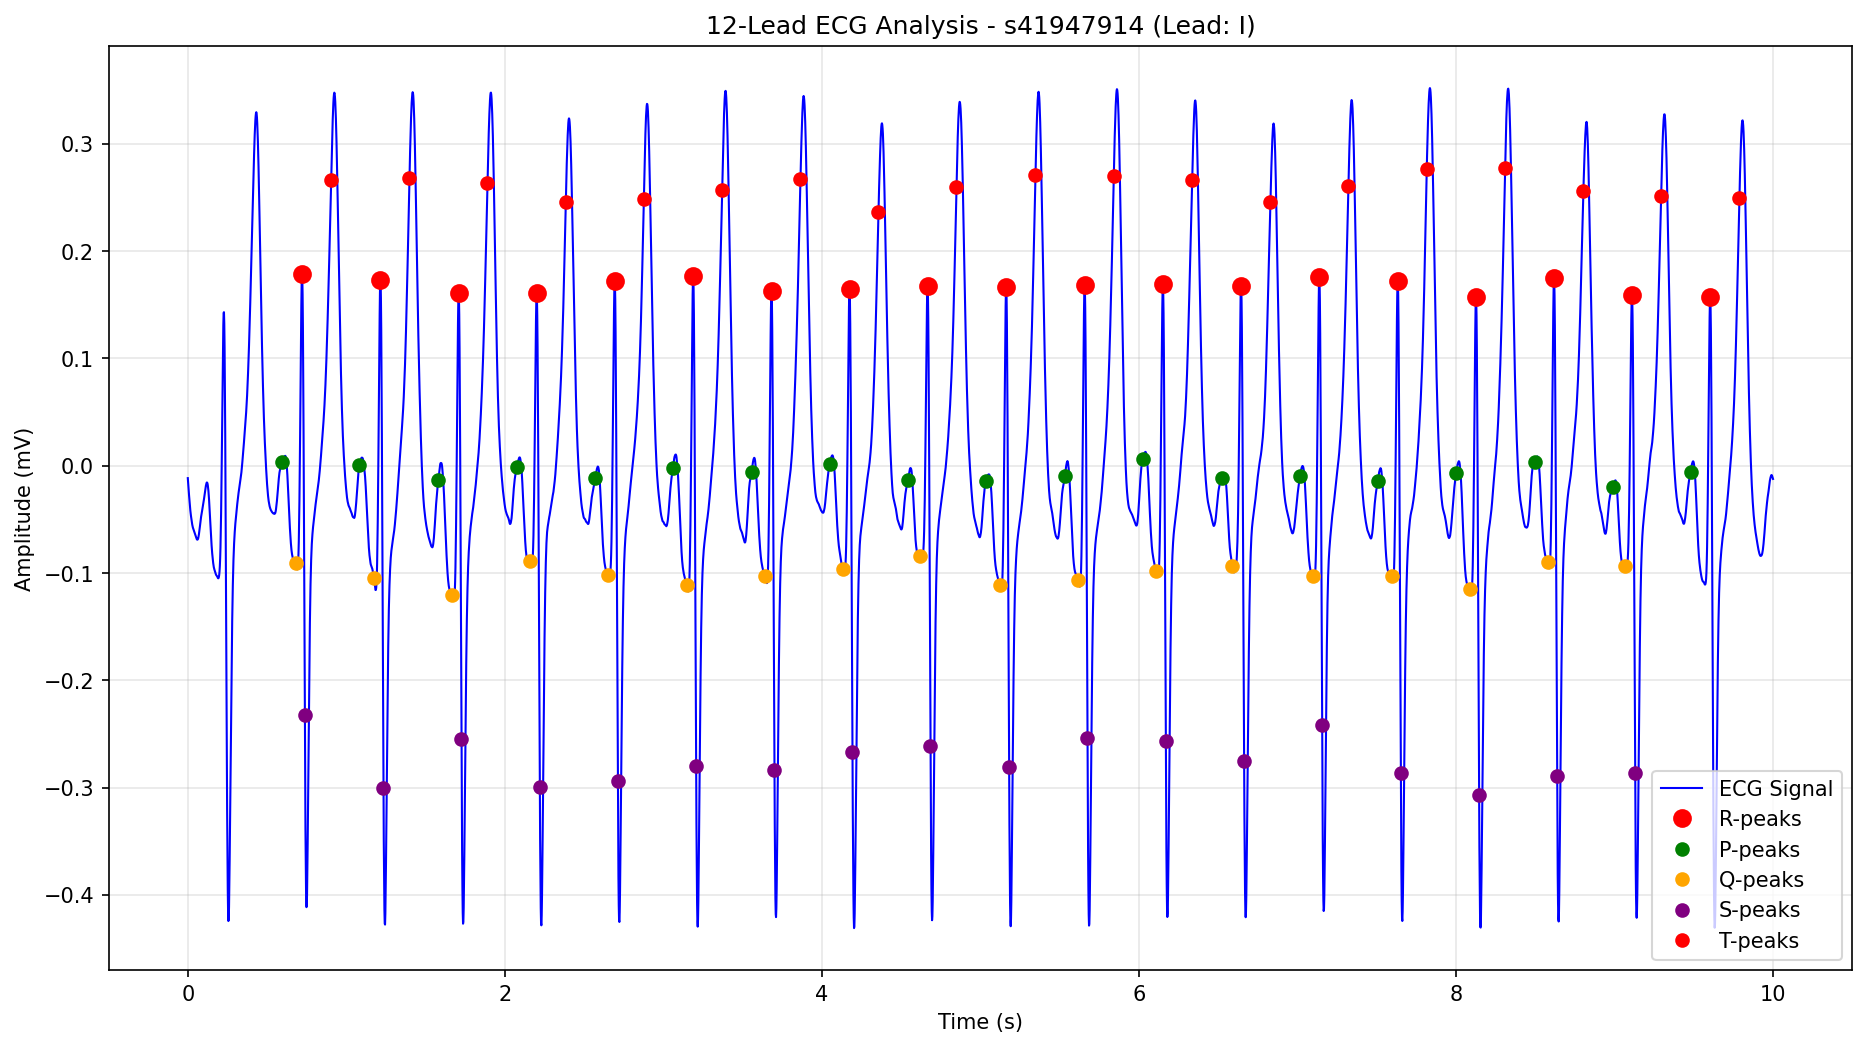 12-Lead ECG Analysis - s41947914 (Lead: I)
Amplitude (mV)
0.3
0.2
0.1
0.0
−0.1
−0.2
−0.3
−0.4
ECG Signal
R-peaks
P-peaks
Q-peaks
S-peaks
T-peaks
0 2 4 6 8 10
Time (s)